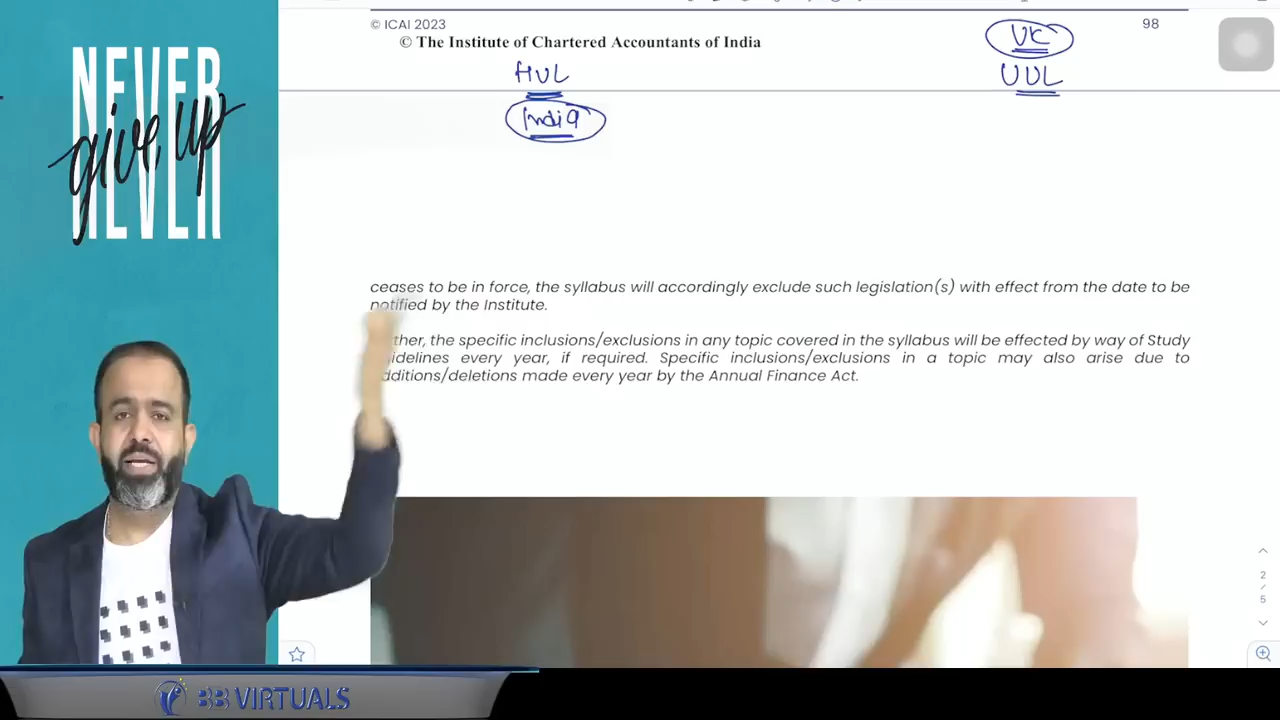 NEVER
give up
NEVER
© ICAI 2023
98
© The Institute of Chartered Accountants of India
UK
HUL
UUL
India
ceases to be in force, the syllabus will accordingly exclude such legislation(s) with effect from the date to be
notified by the Institute.
ther, the specific inclusions/exclusions in any topic covered in the syllabus will be effected by way of Study
idelines every year, if required. Specific inclusions/exclusions in a topic may also arise due to
dditions/deletions made every year by the Annual Finance Act.
2
/
5
BB VIRTUALS